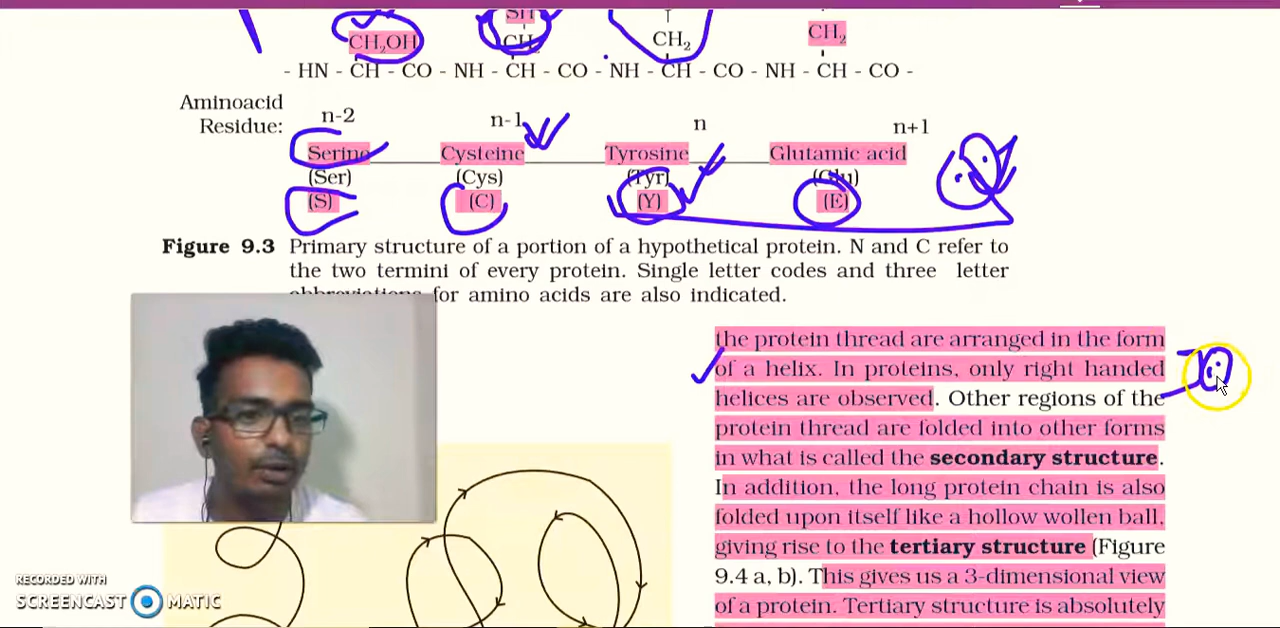 SH
CH₂OH
CH₂
CH₂
- HN - CH - CO - NH - CH - CO - NH - CH - CO - NH - CH - CO -
Aminoacid
Residue:
n-2 n-1 n n+1
Serine Cysteine Tyrosine Glutamic acid
(Ser) (Cys) (Tyr) (Glu)
(S) (C) (Y) (E)
Figure 9.3 Primary structure of a portion of a hypothetical protein. N and C refer to
the two termini of every protein. Single letter codes and three letter
abbreviations for amino acids are also indicated.
the protein thread are arranged in the form
of a helix. In proteins, only right handed
helices are observed. Other regions of the
protein thread are folded into other forms
in what is called the secondary structure.
In addition, the long protein chain is also
folded upon itself like a hollow wollen ball,
giving rise to the tertiary structure (Figure
9.4 a, b). This gives us a 3-dimensional view
of a protein. Tertiary structure is absolutely
RECORDED WITH
SCREENCAST MATIC